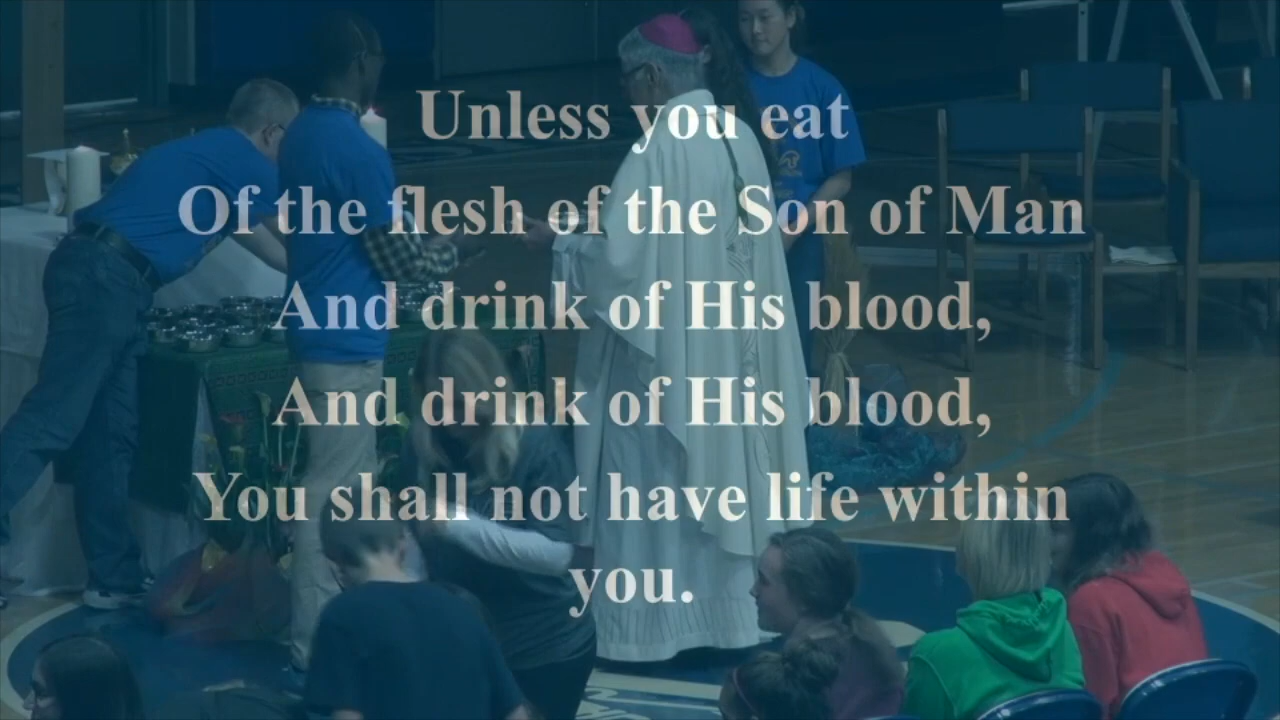 Unless you eat
Of the flesh of the Son of Man
And drink of His blood,
And drink of His blood,
You shall not have life within
you.